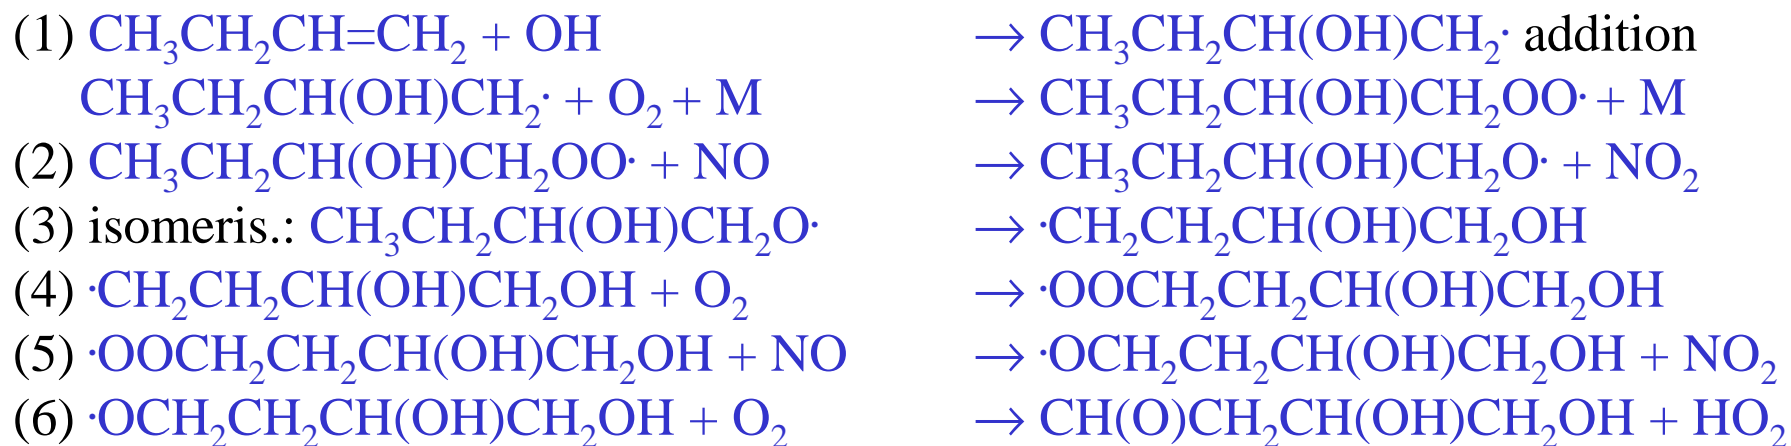 (1) CH₃CH₂CH=CH₂ + OH → CH₃CH₂CH(OH)CH₂· addition
CH₃CH₂CH(OH)CH₂· + O₂ + M → CH₃CH₂CH(OH)CH₂OO· + M
(2) CH₃CH₂CH(OH)CH₂OO· + NO → CH₃CH₂CH(OH)CH₂O· + NO₂
(3) isomeris.: CH₃CH₂CH(OH)CH₂O· → ·CH₂CH₂CH(OH)CH₂OH
(4) ·CH₂CH₂CH(OH)CH₂OH + O₂ → ·OOCH₂CH₂CH(OH)CH₂OH
(5) ·OOCH₂CH₂CH(OH)CH₂OH + NO → ·OCH₂CH₂CH(OH)CH₂OH + NO₂
(6) ·OCH₂CH₂CH(OH)CH₂OH + O₂ → CH(O)CH₂CH(OH)CH₂OH + HO₂